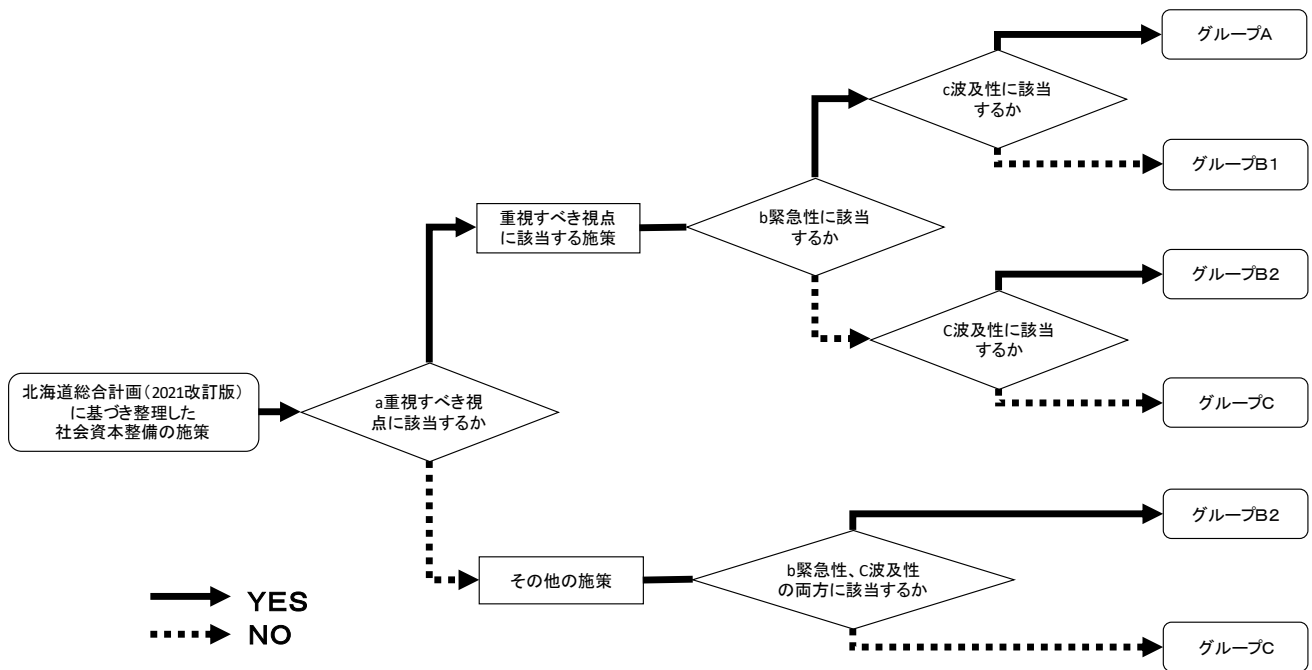 北海道総合計画(2021改訂版)
に基づき整理した
社会資本整備の施策
a重視すべき視
点に該当するか
重視すべき視点
に該当する施策
b緊急性に該当
するか
c波及性に該当
するか
グループA
グループB1
C波及性に該当
するか
グループB2
グループC
その他の施策
b緊急性、C波及性
の両方に該当するか
グループB2
グループC
YES
NO